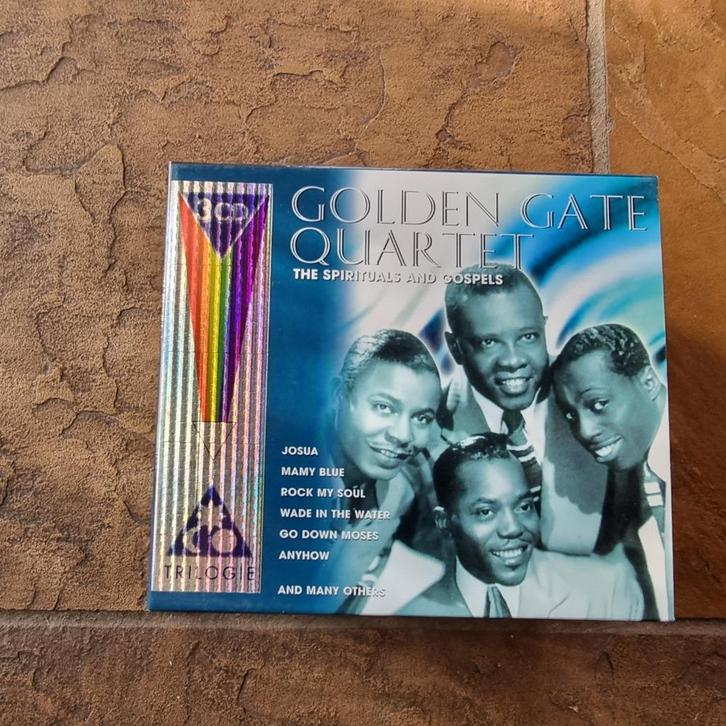 3CD
GOLDEN GATE
QUARTET
THE SPIRITUALS AND GOSPELS
JOSUA
MAMY BLUE
ROCK MY SOUL
WADE IN THE WATER
GO DOWN MOSES
ANYHOW
AND MANY OTHERS
TRILOGIE